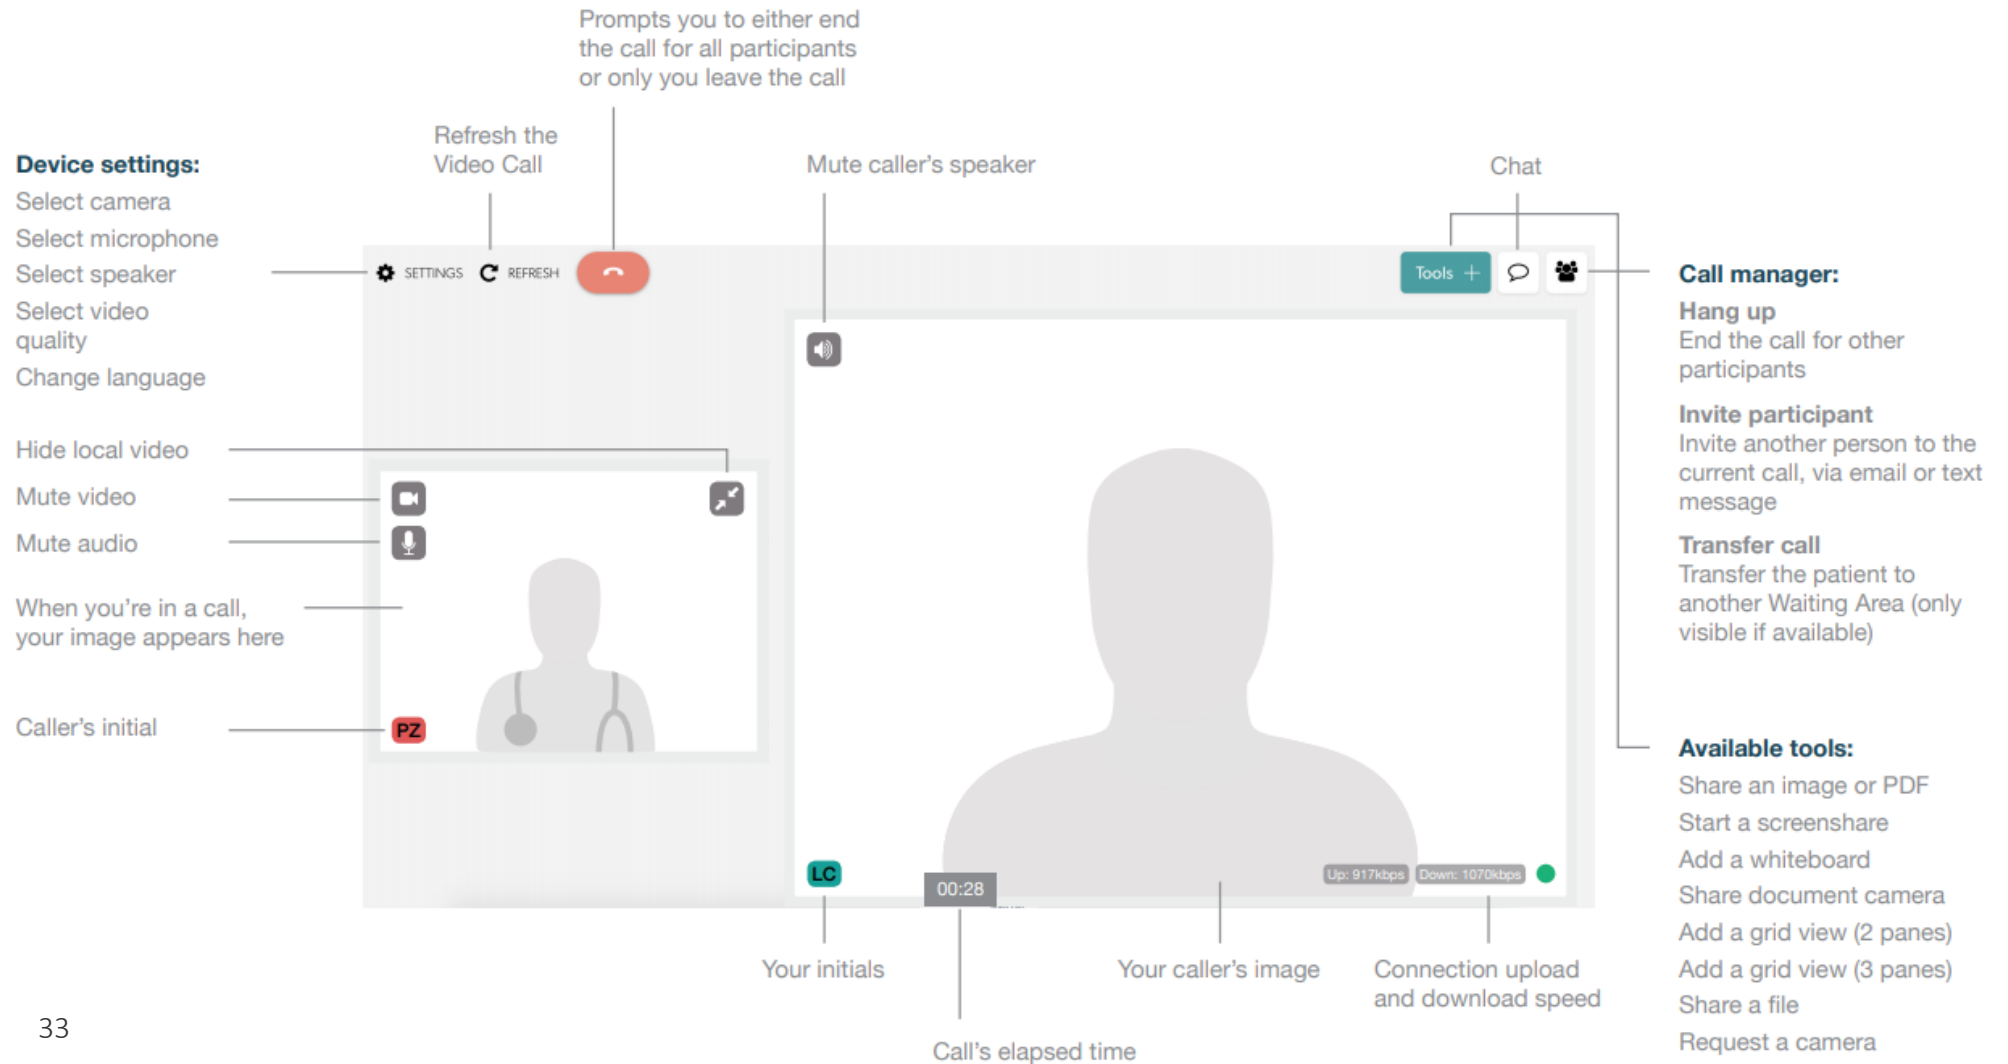 Prompts you to either end
the call for all participants
or only you leave the call
Refresh the
Video Call
Mute caller's speaker
Chat
Device settings:
Select camera
Select microphone
Select speaker
Select video
quality
Change language
Hide local video
Mute video
Mute audio
When you're in a call,
your image appears here
Caller's initial
SETTINGS
REFRESH
Tools +
PZ
LC
00:28
Up: 917kbps
Down: 1070kbps
Call manager:
Hang up
End the call for other
participants
Invite participant
Invite another person to the
current call, via email or text
message
Transfer call
Transfer the patient to
another Waiting Area (only
visible if available)
Available tools:
Share an image or PDF
Start a screenshare
Add a whiteboard
Share document camera
Add a grid view (2 panes)
Add a grid view (3 panes)
Share a file
Request a camera
Your initials
Your caller's image
Connection upload
and download speed
Call's elapsed time
33